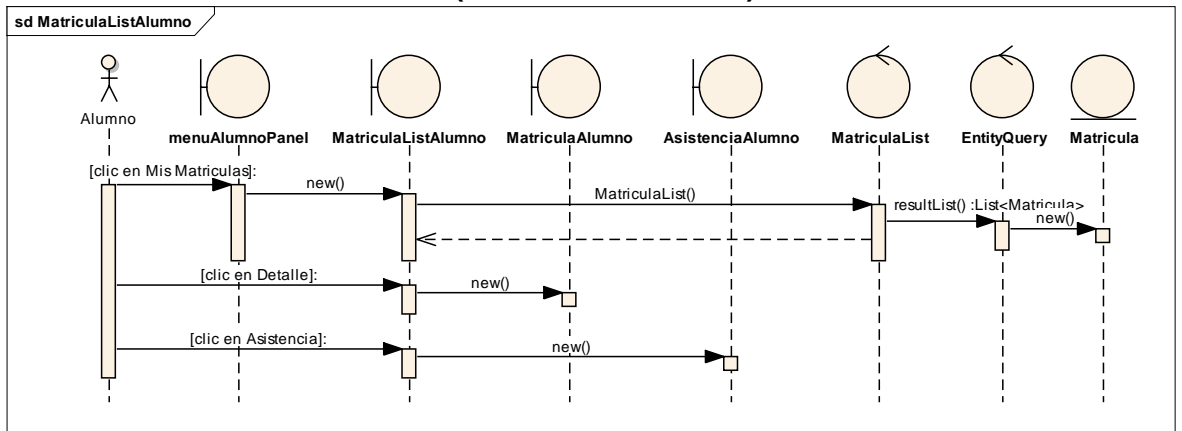 sd MatriculaListAlumno
Alumno
menuAlumnoPanel
MatriculaListAlumno
MatriculaAlumno
AsistenciaAlumno
MatriculaList
EntityQuery
Matricula
[clic en Mis Matriculas]:
new()
MatriculaList()
resultList() :List<Matricula>
new()
[clic en Detalle]:
new()
[clic en Asistencia]:
new()